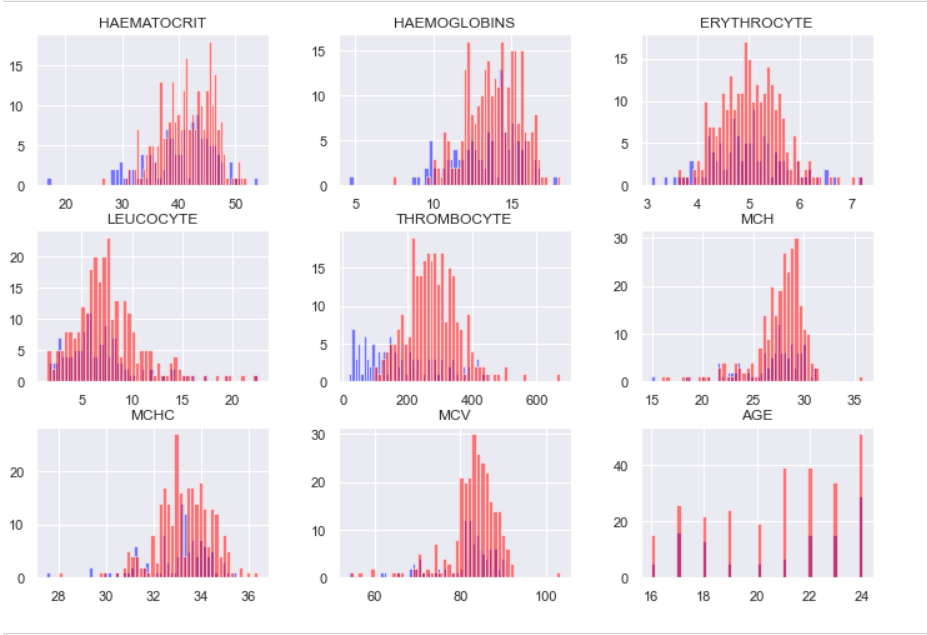 HAEMATOCRIT HAEMOGLOBINS ERYTHROCYTE
15
10
5
0
20 30 40 50
15
10
5
0
5 10 15
15
10
5
0
3 4 5 6 7
LEUCOCYTE THROMBOCYTE MCH
20
15
10
5
0
5 10 15 20
15
10
5
0
0 200 400 600
30
20
10
0
15 20 25 30 35
MCHC MCV AGE
20
10
0
28 30 32 34 36
30
20
10
0
60 80 100
40
20
0
16 18 20 22 24